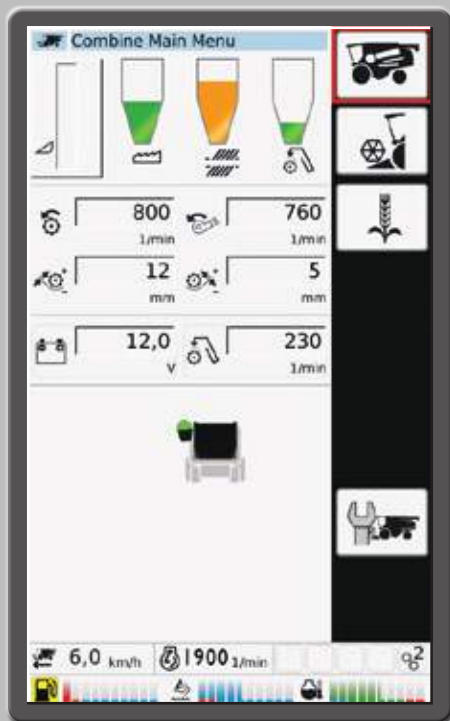 Combine Main Menu
800 760
1/min 1/min
12 5
mm mm
12,0 230
V 1/min
6,0 km/h 1900 1/min 2